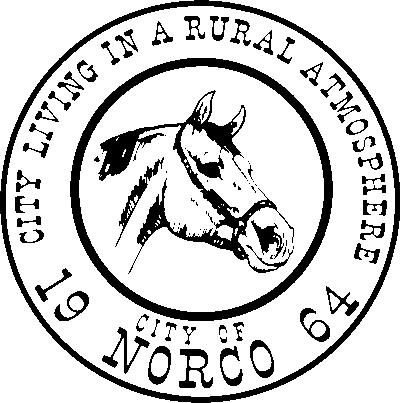 CITY LIVING IN A RURAL ATMOSPHERE
19 64
CITY OF
NORCO